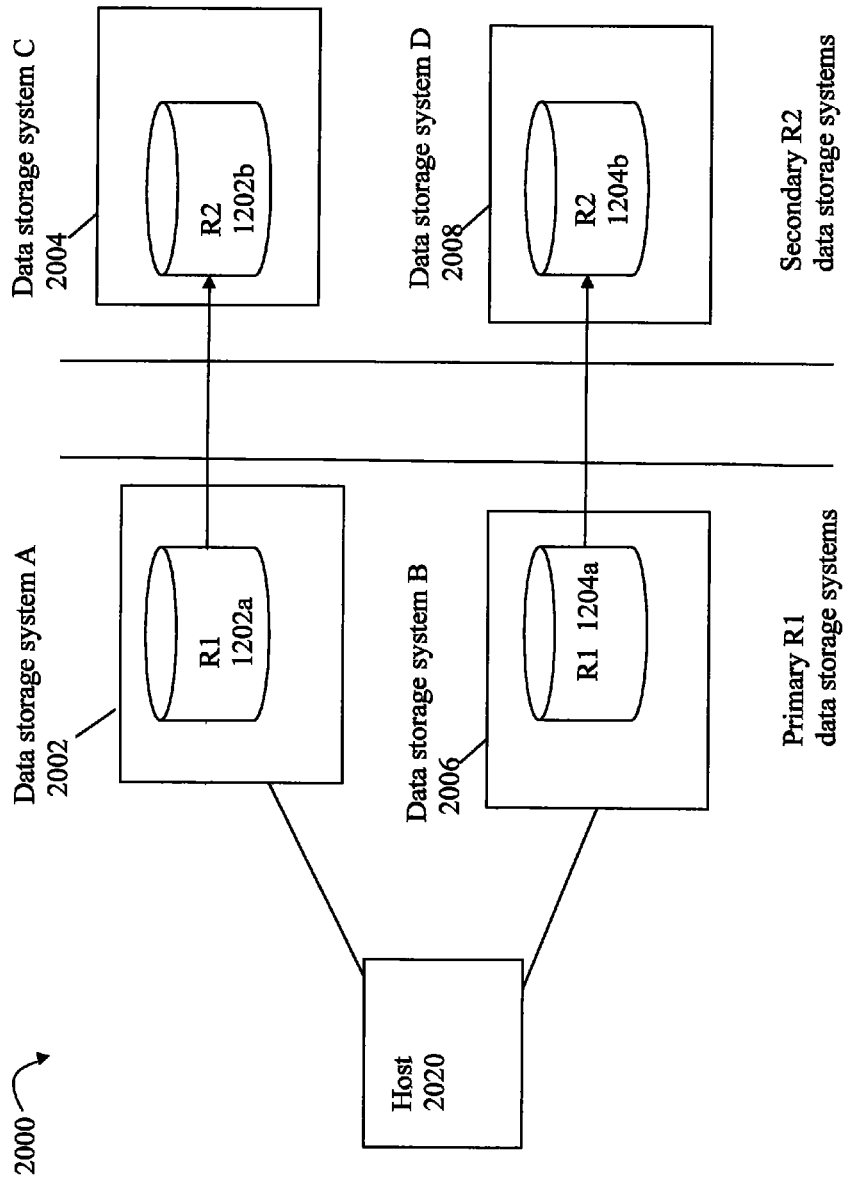 2000
Data storage system A
2002
R1
1202a
Data storage system C
2004
R2
1202b
Host
2020
Data storage system B
2006
R1 1204a
Data storage system D
2008
R2
1204b
Primary R1
data storage systems
Secondary R2
data storage systems